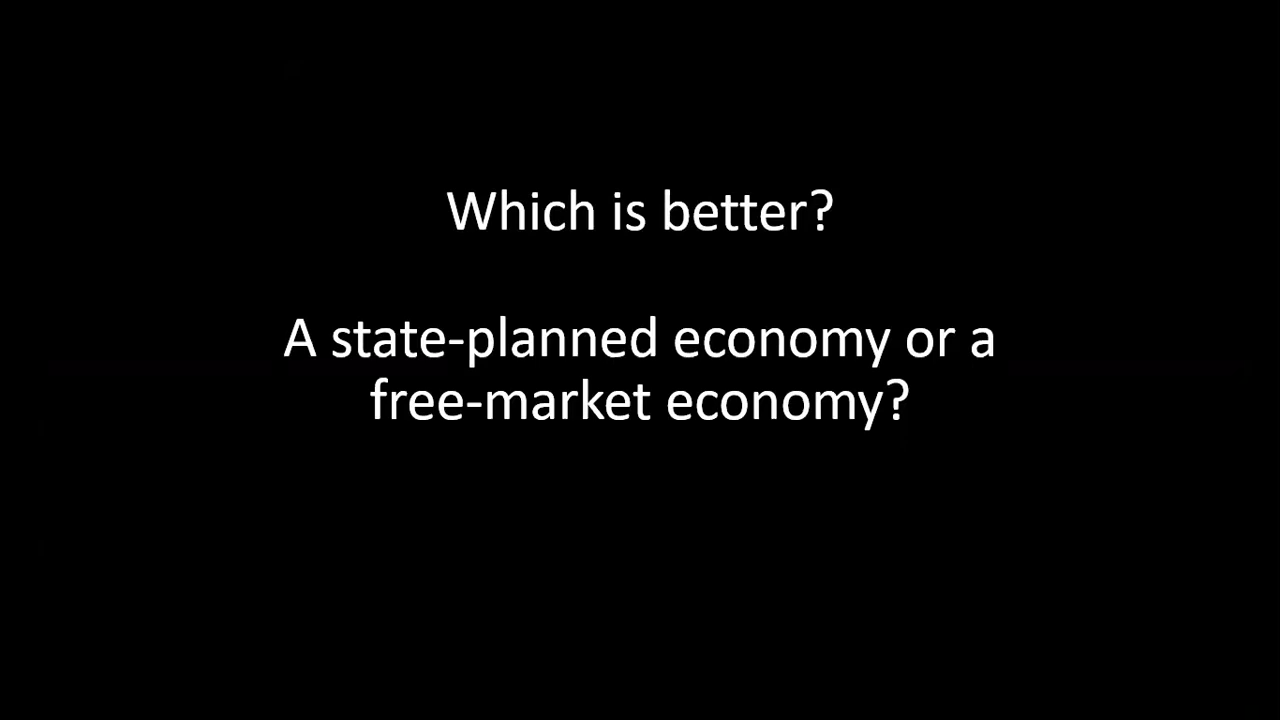 Which is better?
A state-planned economy or a
free-market economy?